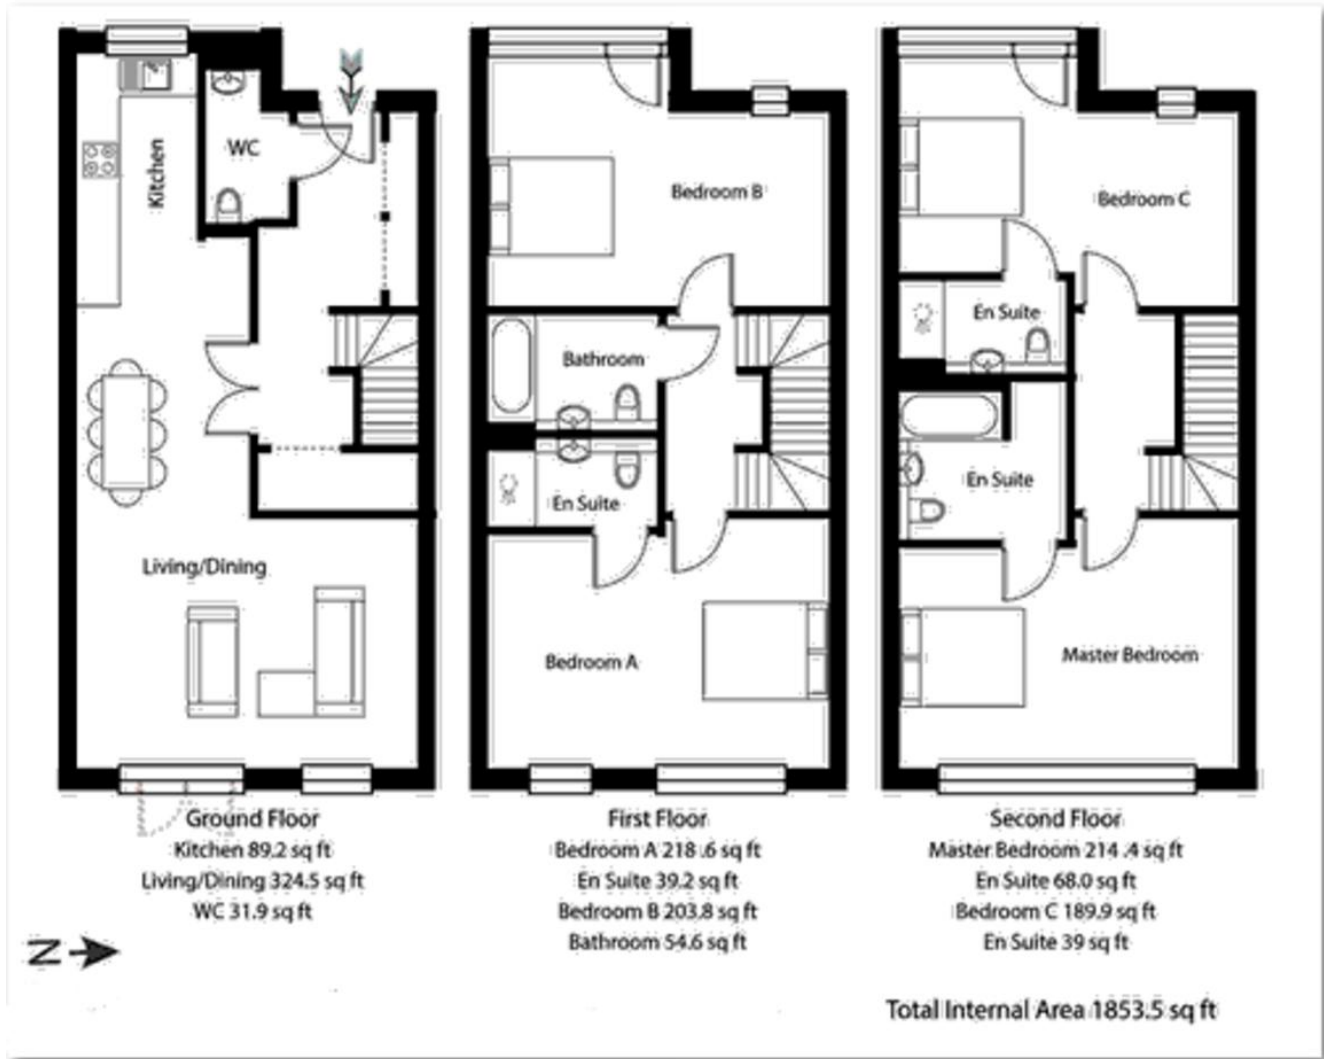 Kitchen
WC
Living/Dining
Bedroom B
Bathroom
En Suite
Bedroom A
Bedroom C
En Suite
En Suite
Master Bedroom
Ground Floor
Kitchen 89.2 sq ft
Living/Dining 324.5 sq ft
WC 31.9 sq ft
First Floor
Bedroom A 218.6 sq ft
En Suite 39.2 sq ft
Bedroom B 203.8 sq ft
Bathroom 54.6 sq ft
Second Floor
Master Bedroom 214.4 sq ft
En Suite 68.0 sq ft
Bedroom C 189.9 sq ft
En Suite 39 sq ft
N
Total Internal Area 1853.5 sq ft